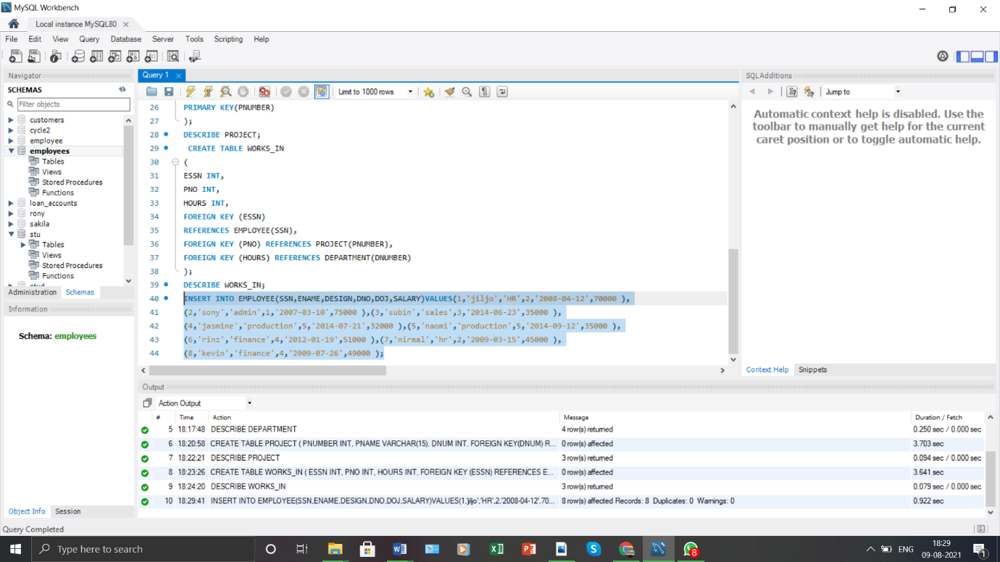 MySQL Workbench
Local instance MySQL80
File Edit View Query Database Server Tools Scripting Help
Navigator
SCHEMAS
Filter objects
customers
cycle2
employee
employees
Tables
Views
Stored Procedures
Functions
loan_accounts
rony
sakila
stu
Tables
Views
Stored Procedures
Functions
Administration Schemas
Information
Schema: employees
Object Info Session
Query Completed
Query 1
Limit to 1000 rows
26 PRIMARY KEY(PNUMBER)
27 );
28 DESCRIBE PROJECT;
29 CREATE TABLE WORKS_IN
30 (
31 ESSN INT,
32 PNO INT,
33 HOURS INT,
34 FOREIGN KEY (ESSN)
35 REFERENCES EMPLOYEE(SSN),
36 FOREIGN KEY (PNO) REFERENCES PROJECT(PNUMBER),
37 FOREIGN KEY (HOURS) REFERENCES DEPARTMENT(DNUMBER)
38 );
39 DESCRIBE WORKS_IN;
40 INSERT INTO EMPLOYEE(SSN,ENAME,DESIGN,DNO,DOJ,SALARY)VALUES(1,'jiljo','HR',2,'2008-04-12',70000 ),
41 (2,'sony','admin',1,'2007-03-10',75000 ),(3,'subin','sales',3,'2014-06-23',35000 ),
42 (4,'jasmine','production',5,'2014-07-21',32000 ),(5,'naomi','production',5,'2014-09-12',35000 ),
43 (6,'rinz','finance',4,'2012-01-19',51000 ),(7,'nirmal','hr',2,'2009-03-15',45000 ),
44 (8,'kevin','finance',4,'2009-07-26',49000 );
SQLAdditions
Jump to
Automatic context help is disabled. Use the
toolbar to manually get help for the current
caret position or to toggle automatic help.
Context Help Snippets
Output
Action Output
# Time Action Message Duration / Fetch
5 18:17:48 DESCRIBE DEPARTMENT 4 row(s) returned 0.250 sec / 0.000 sec
6 18:20:58 CREATE TABLE PROJECT ( PNUMBER INT, PNAME VARCHAR(15), DNUM INT, FOREIGN KEY(DNUM) R... 0 row(s) affected 3.703 sec
7 18:22:21 DESCRIBE PROJECT 3 row(s) returned 0.094 sec / 0.000 sec
8 18:23:26 CREATE TABLE WORKS_IN ( ESSN INT, PNO INT, HOURS INT, FOREIGN KEY (ESSN) REFERENCES E... 0 row(s) affected 3.641 sec
9 18:24:20 DESCRIBE WORKS_IN 3 row(s) returned 0.079 sec / 0.000 sec
10 18:29:41 INSERT INTO EMPLOYEE(SSN,ENAME,DESIGN,DNO,DOJ,SALARY)VALUES(1,'jiljo','HR',2,'2008-04-12',70... 8 row(s) affected Records: 8 Duplicates: 0 Warnings: 0 0.922 sec
Type here to search
ENG
18:29
09-08-2021
8
1